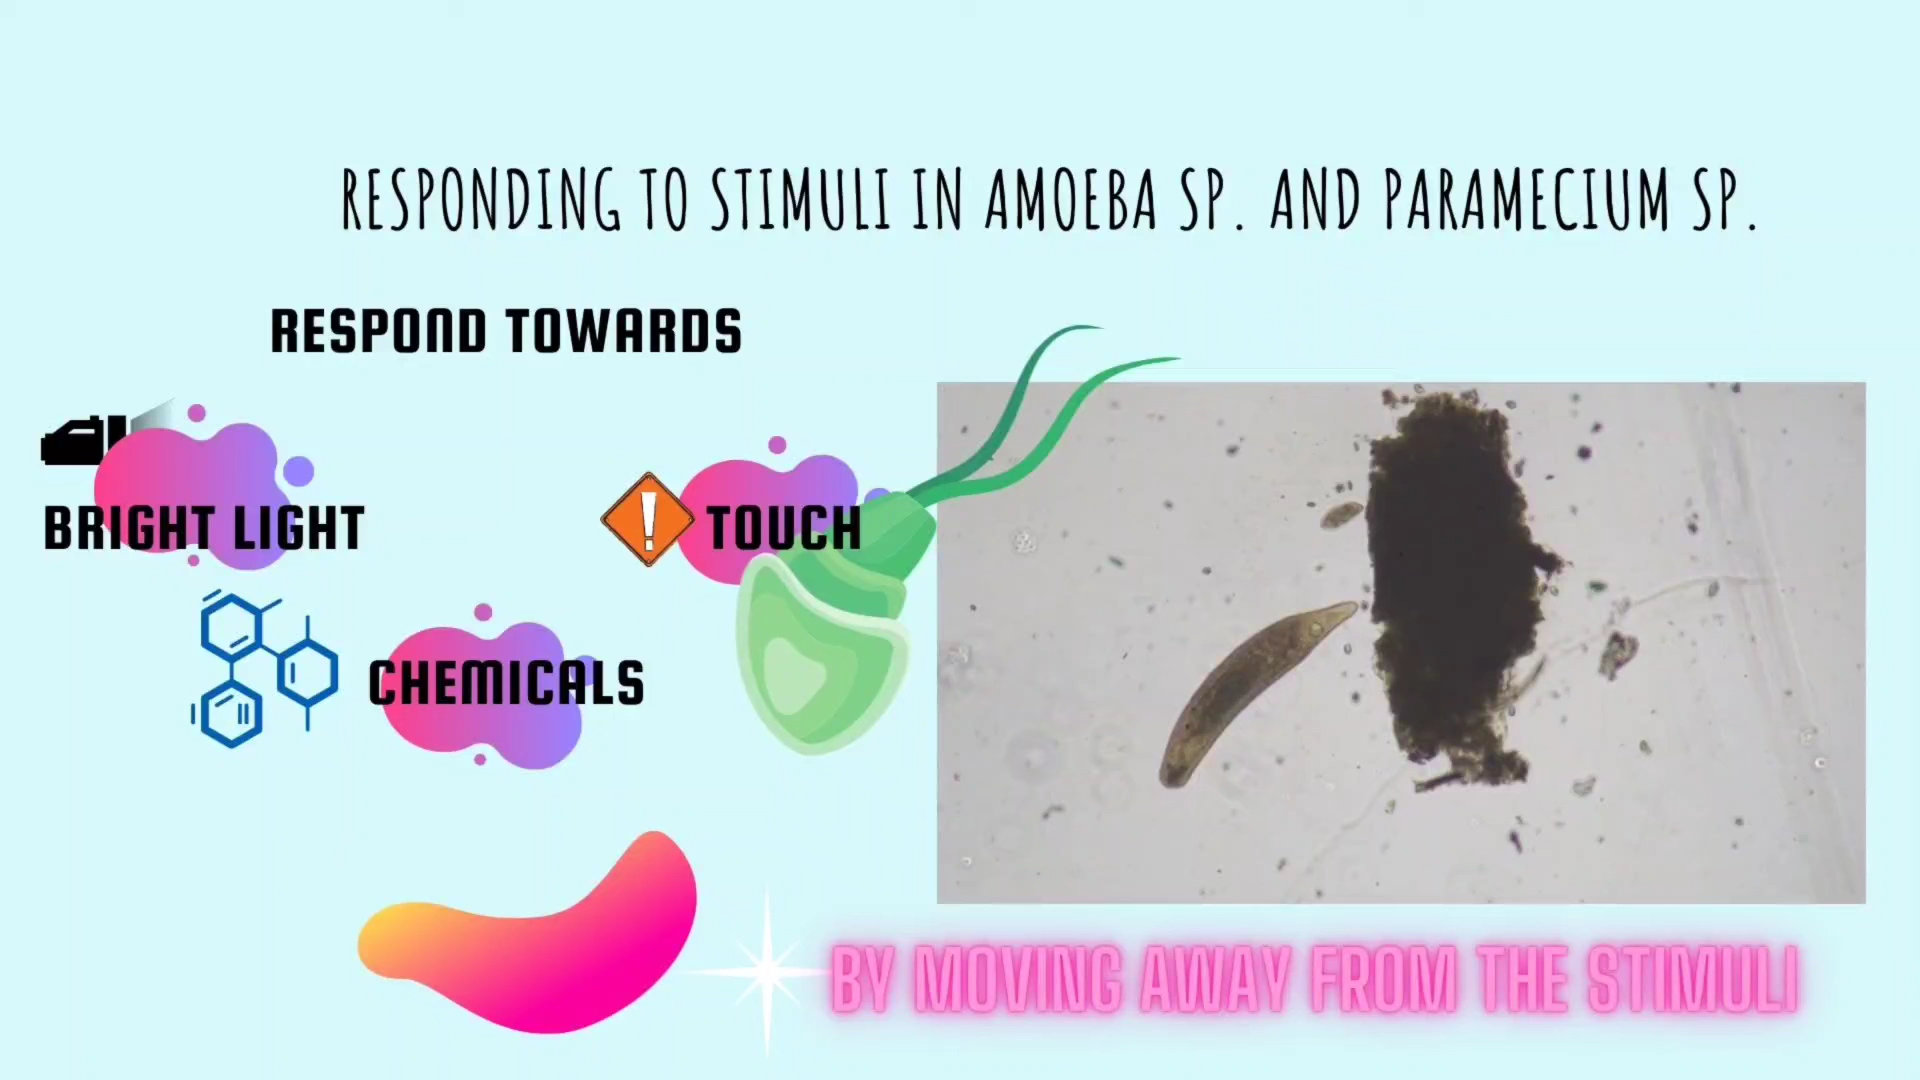 RESPONDING TO STIMULI IN AMOEBA SP. AND PARAMECIUM SP.
RESPOND TOWARDS
BRIGHT LIGHT
TOUCH
CHEMICALS
BY MOVING AWAY FROM THE STIMULI